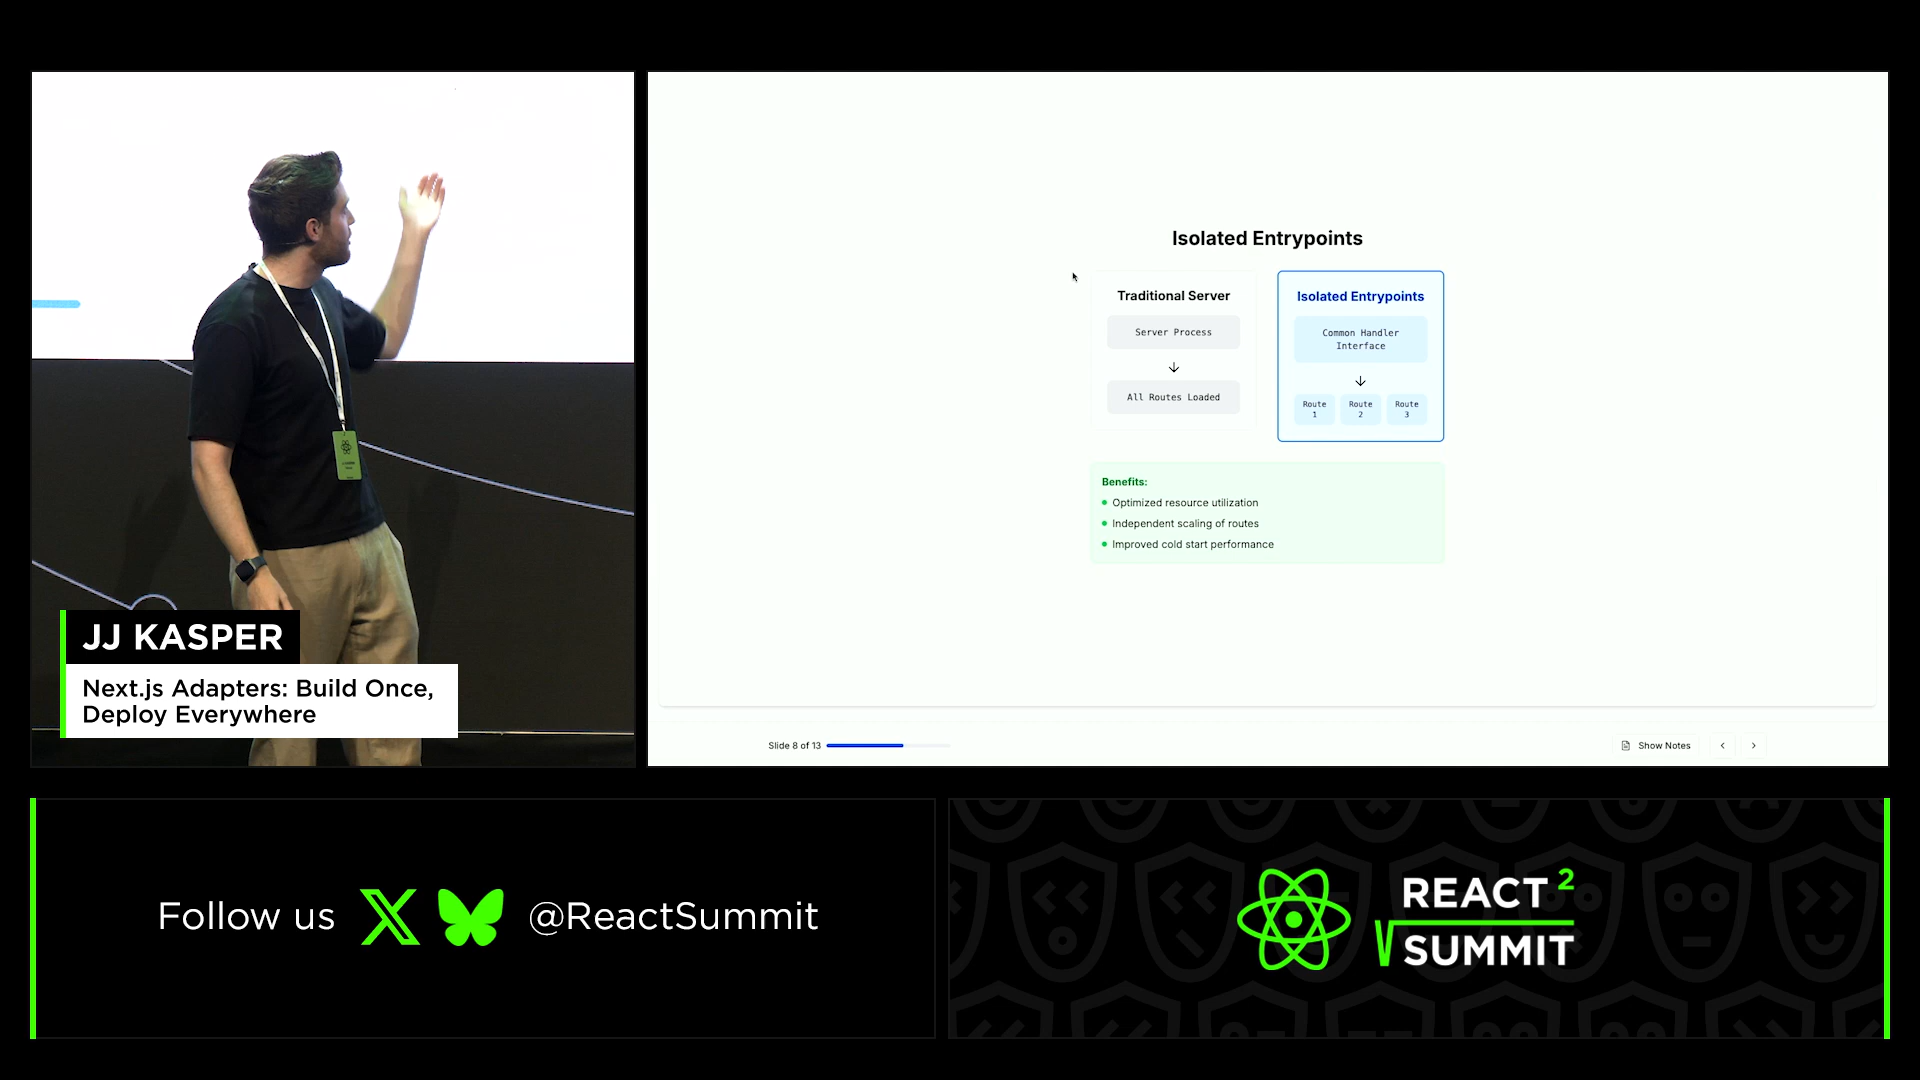 Isolated Entrypoints
Traditional Server
Server Process
↓
All Routes Loaded
Isolated Entrypoints
Common Handler
Interface
↓
Route
1
Route
2
Route
3
Benefits:
Optimized resource utilization
Independent scaling of routes
Improved cold start performance
Slide 8 of 13
Show Notes
JJ KASPER
Next.js Adapters: Build Once,
Deploy Everywhere
Follow us
@ReactSummit
REACT 2
SUMMIT